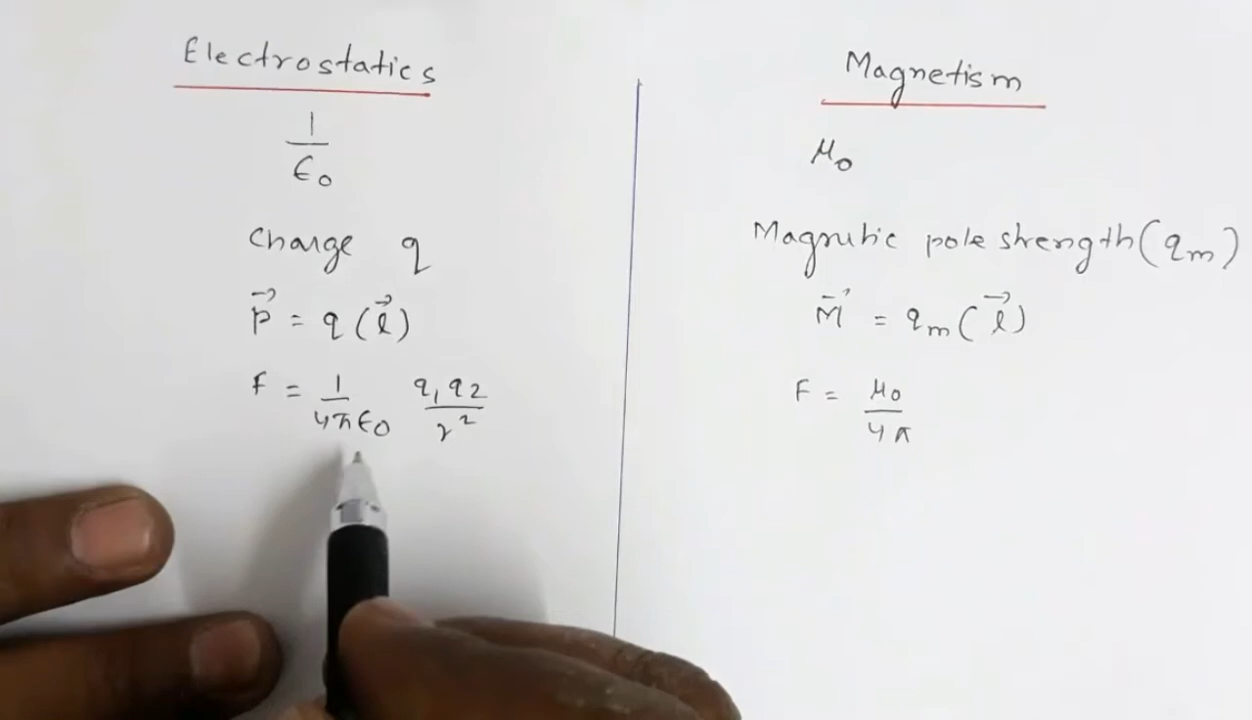 Electrostatics
1/ϵ₀
Charge q
p⃗ = q(l⃗)
F = 1/4πϵ₀ q₁q₂/r²
Magnetism
μ₀
Magnetic pole strength(qₘ)
M⃗ = qₘ(l⃗)
F = μ₀/4π